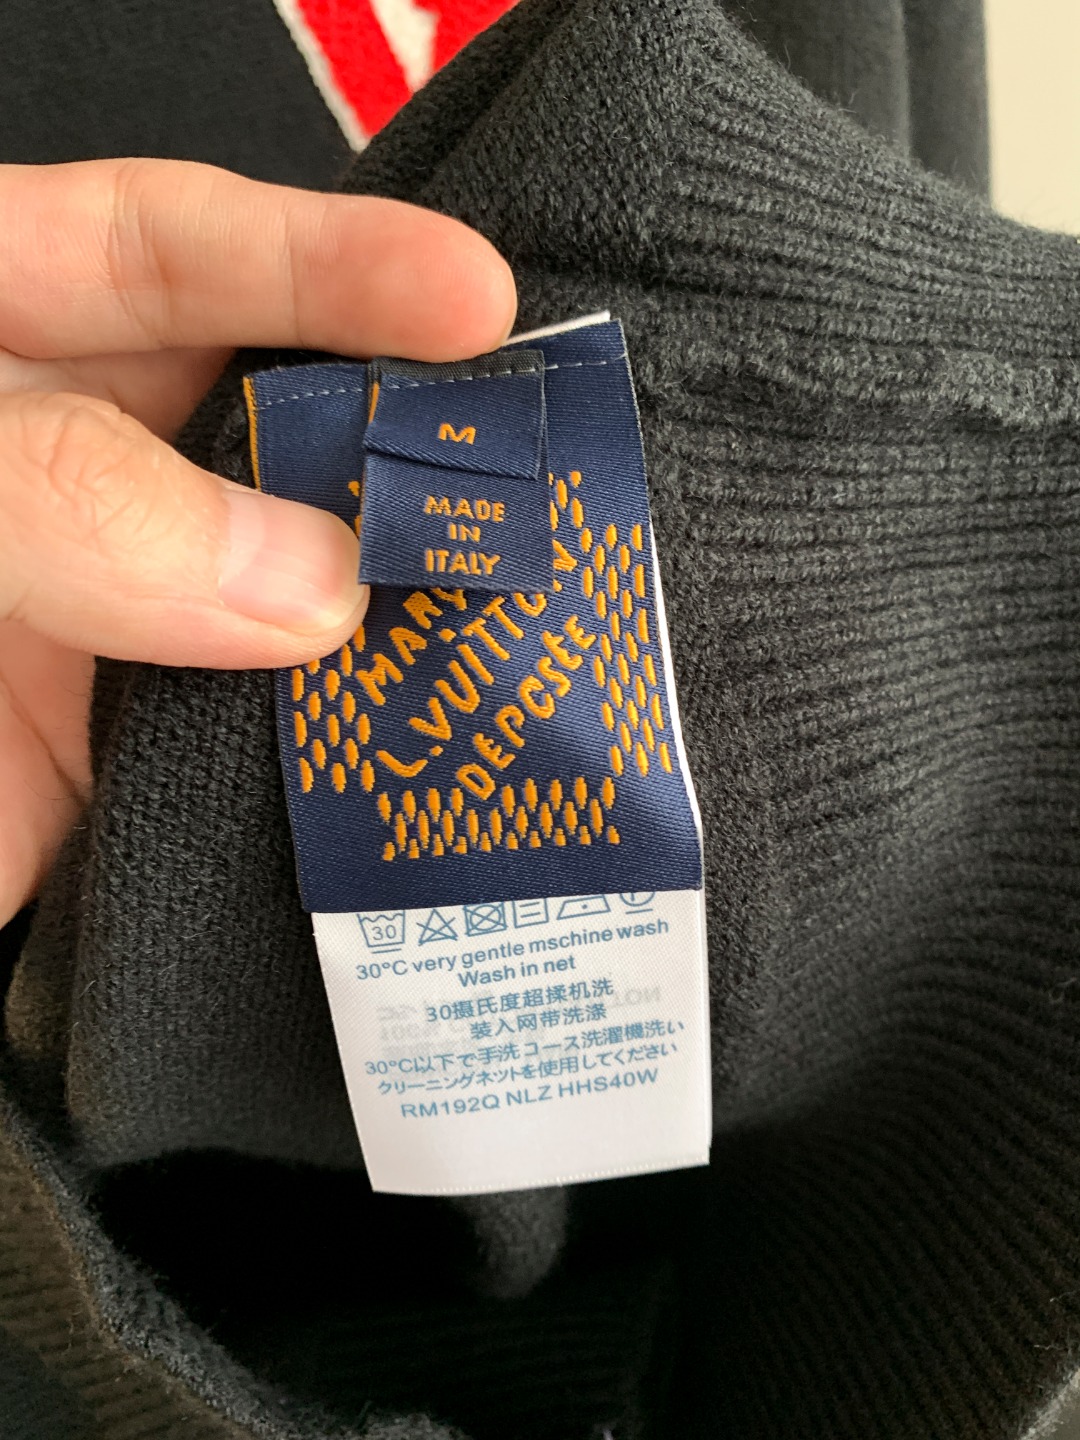 M
MADE
IN
ITALY
L.VUITTON
DEPOSEE
30
30°C very gentle mschine wash
Wash in net
30摄氏度超揉机洗
装入网带洗涤
30°C以下で手洗コース洗濯機洗い
クリーニングネットを使用してください
RM192Q NLZ HHS40W